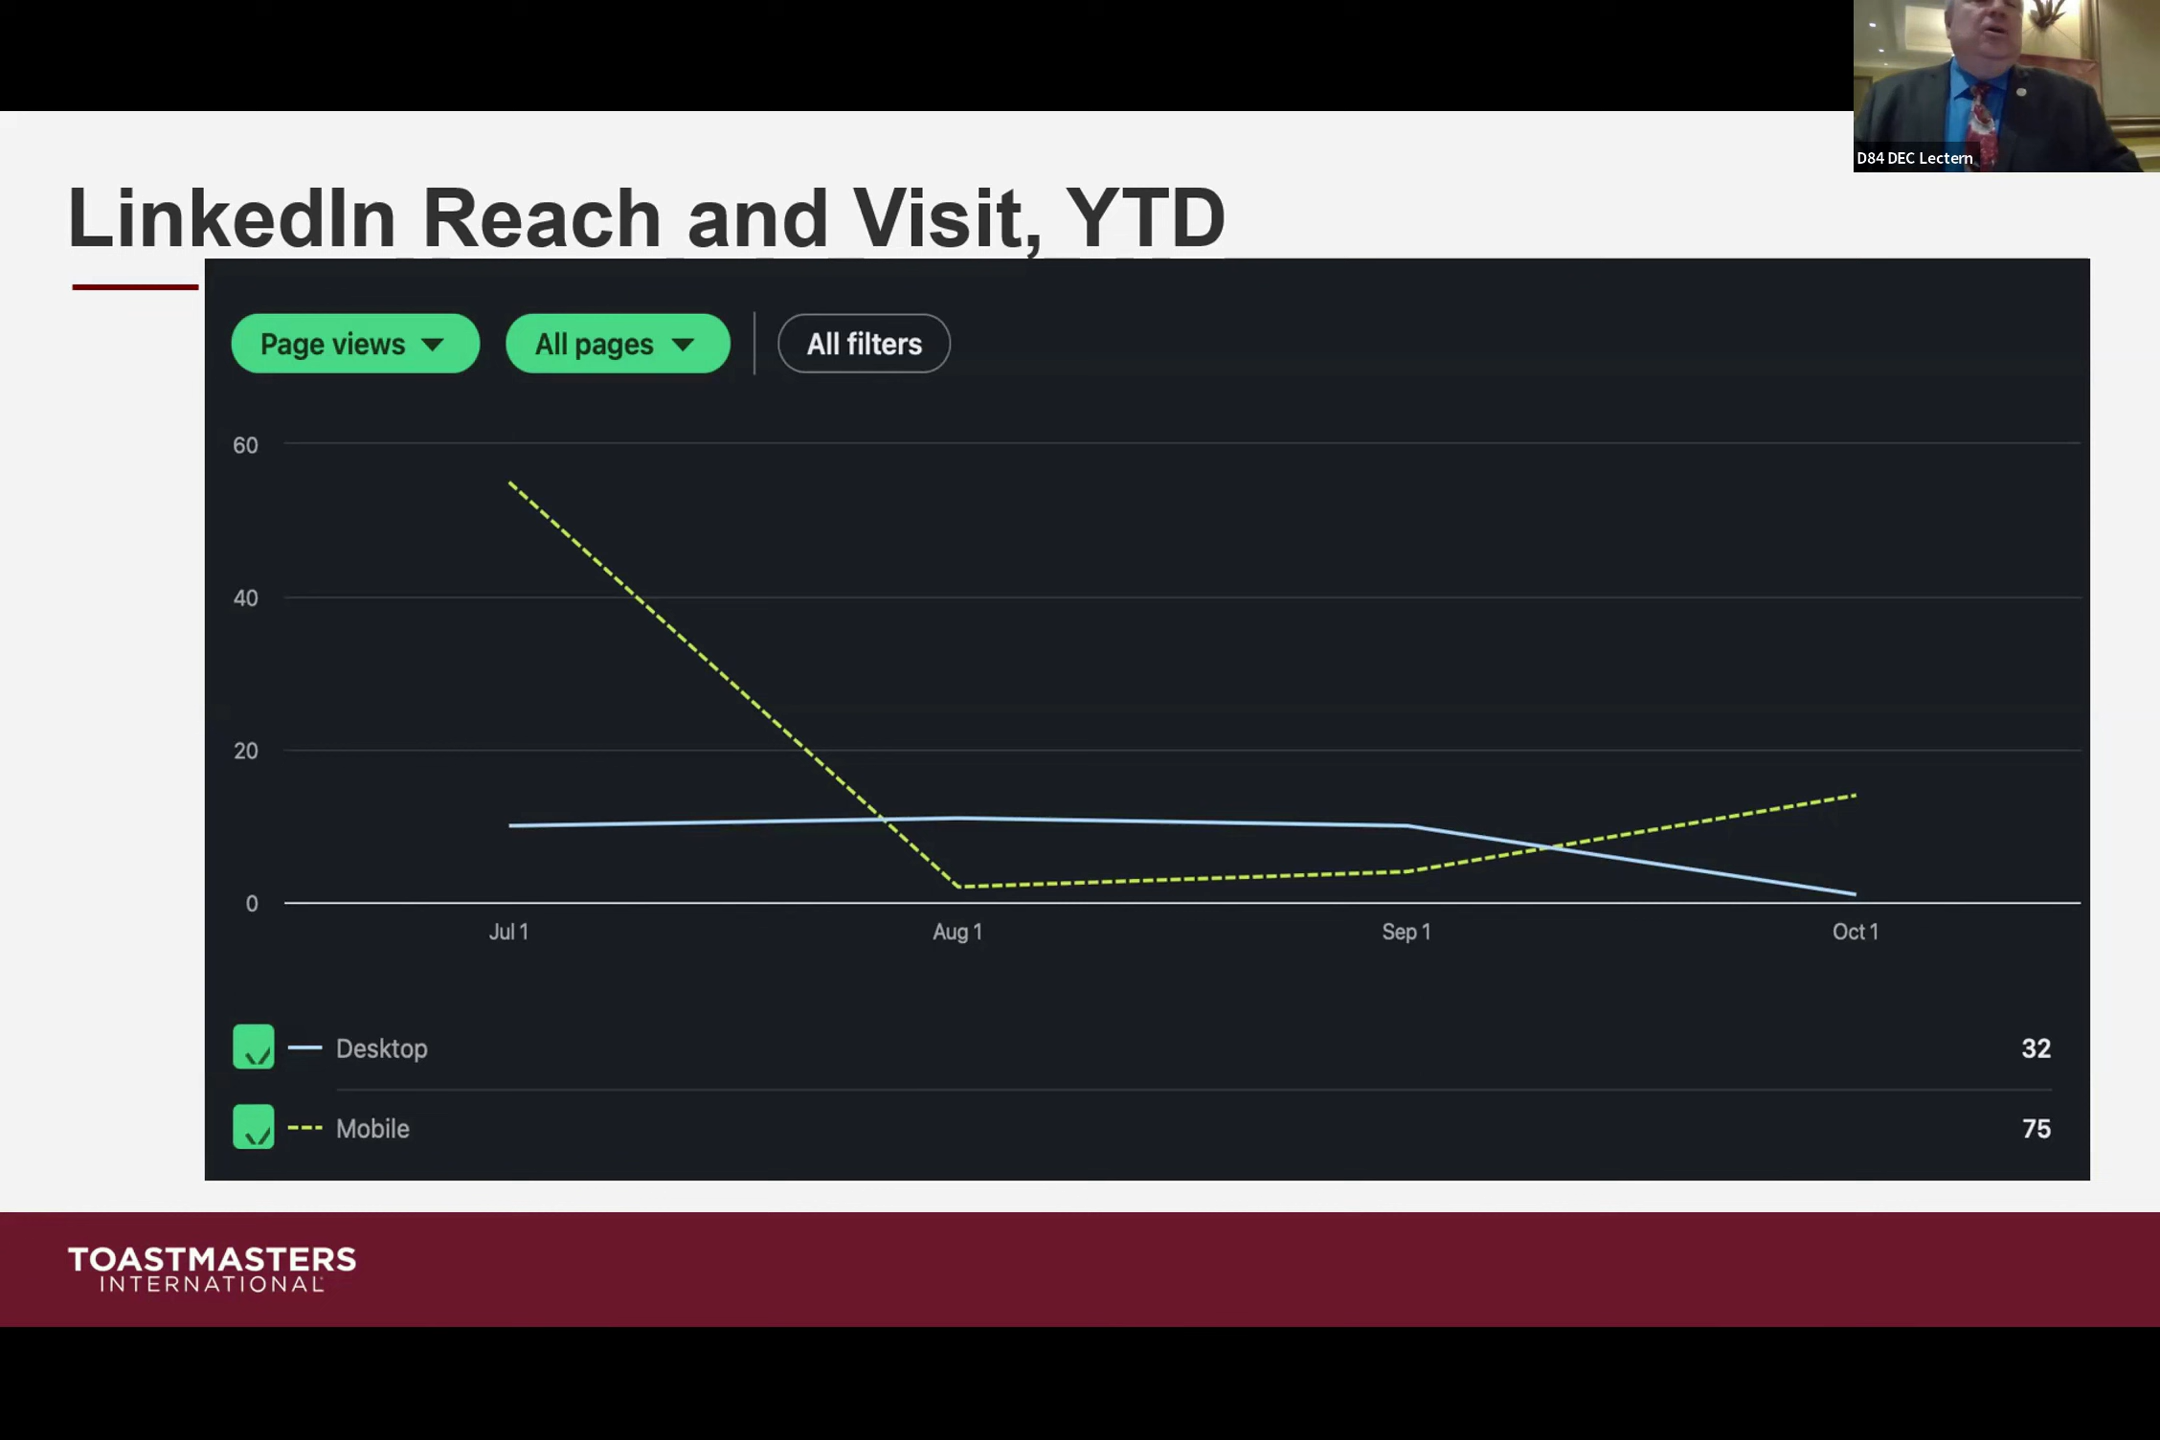 D84 DEC Lectern
LinkedIn Reach and Visit, YTD
Page views All pages All filters
60
40
20
0
Jul 1 Aug 1 Sep 1 Oct 1
Desktop 32
Mobile 75
TOASTMASTERS
INTERNATIONAL